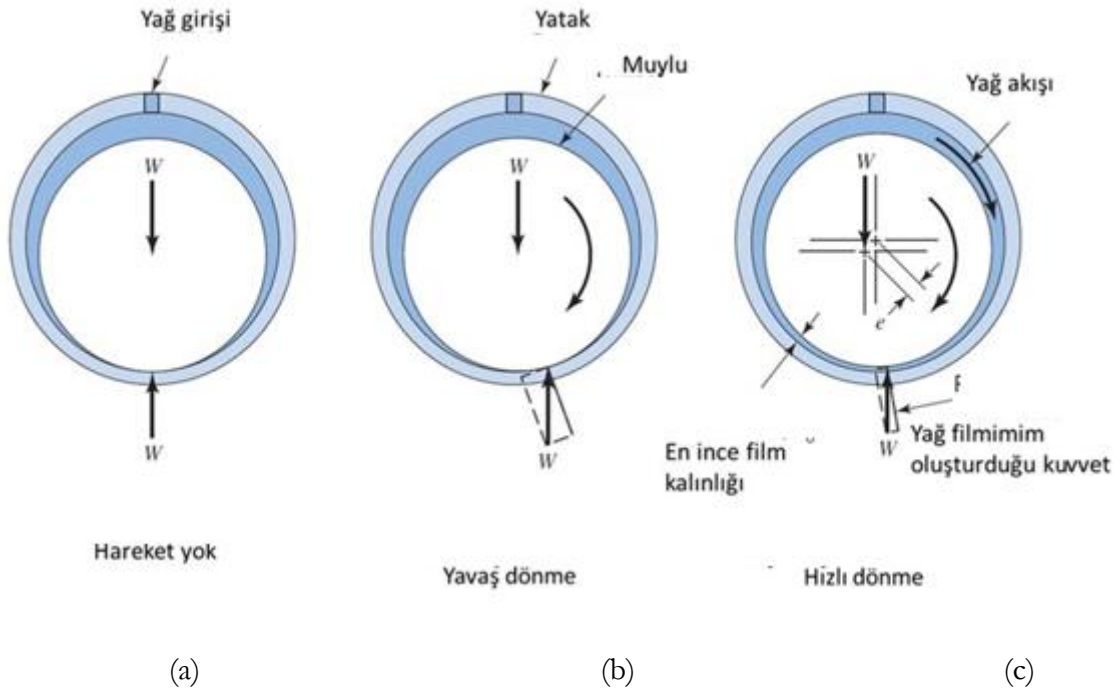 Yağ girişi
Yatak
Muylu
Yağ akışı
W
W
W
e
W
W
W
F
En ince film
kalınlığı
Yağ filmimim
oluşturduğu kuvvet
Hareket yok
Yavaş dönme
Hizlı dönme
(a)
(b)
(c)